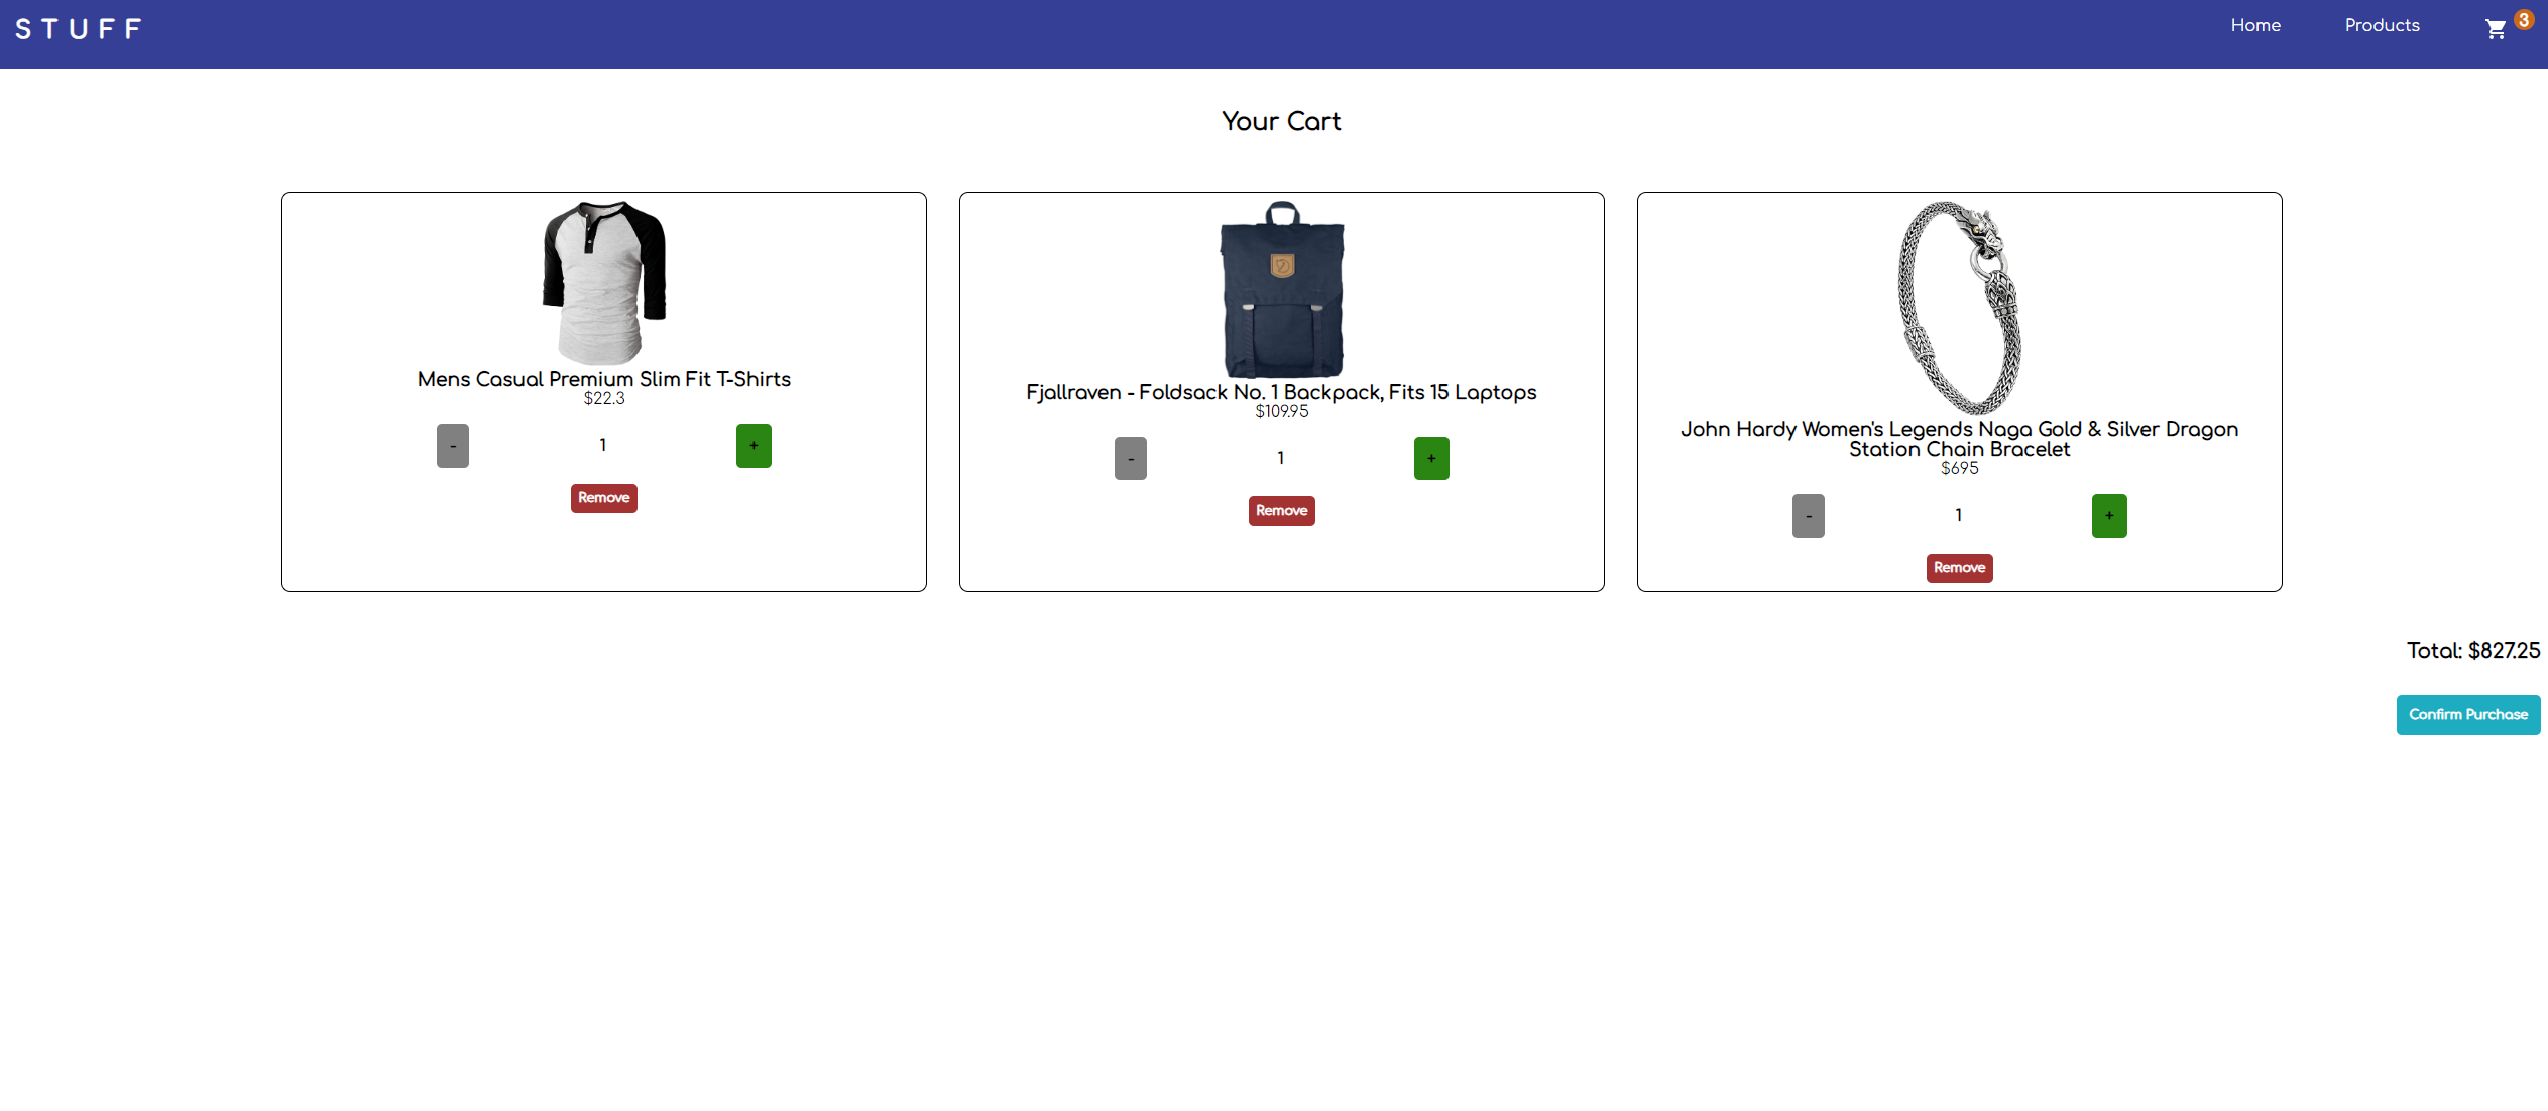 STUFF
Home
Products
3
Your Cart
Mens Casual Premium Slim Fit T-Shirts
$22.3
-
1
+
Remove
Fjallraven - Foldsack No. 1 Backpack, Fits 15 Laptops
$109.95
-
1
+
Remove
John Hardy Women's Legends Naga Gold & Silver Dragon
Station Chain Bracelet
$695
-
1
+
Remove
Total: $827.25
Confirm Purchase